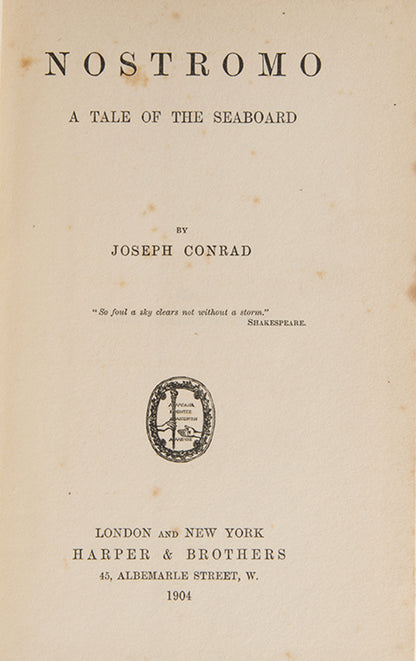 NOSTROMO
A TALE OF THE SEABOARD
BY
JOSEPH CONRAD
"So foul a sky clears not without a storm."
SHAKESPEARE.
LONDON AND NEW YORK
HARPER & BROTHERS
45, ALBEMARLE STREET, W.
1904